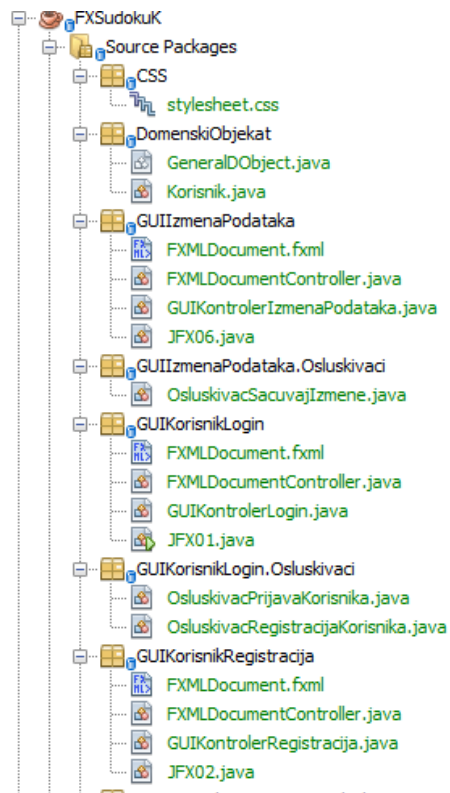 FXSudokuK
Source Packages
CSS
stylesheet.css
DomenskiObjekat
GeneralDObject.java
Korisnik.java
GUIIzmenaPodataka
FXMLDocument.fxml
FXMLDocumentController.java
GUIKontrolerIzmenaPodataka.java
JFX06.java
GUIIzmenaPodataka.Osluskivaci
OsluskivacSacuvajIzmene.java
GUIKorisnikLogin
FXMLDocument.fxml
FXMLDocumentController.java
GUIKontrolerLogin.java
JFX01.java
GUIKorisnikLogin.Osluskivaci
OsluskivacPrijavaKorisnika.java
OsluskivacRegistracijaKorisnika.java
GUIKorisnikRegistracija
FXMLDocument.fxml
FXMLDocumentController.java
GUIKontrolerRegistracija.java
JFX02.java